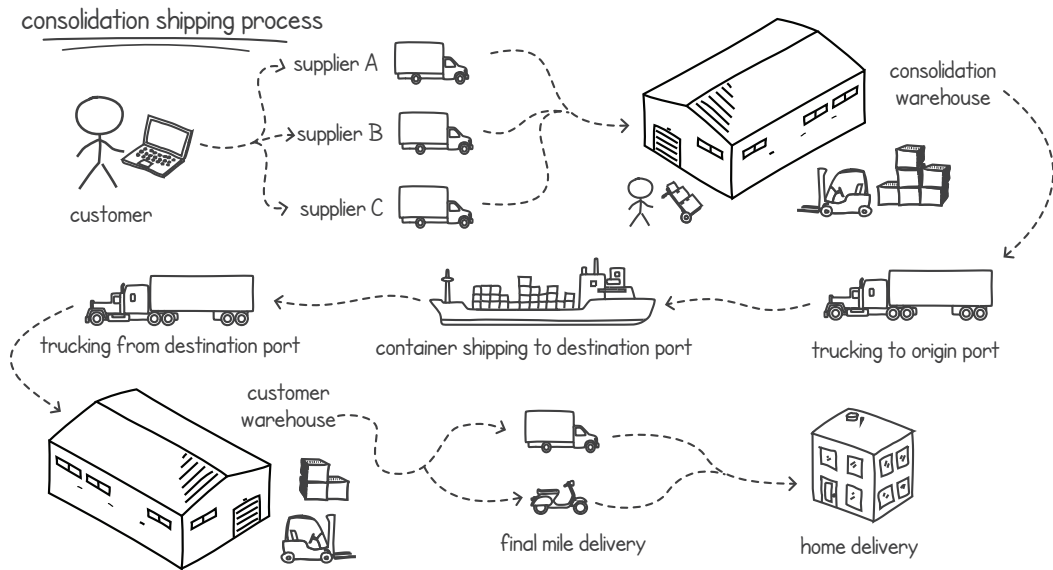 consolidation shipping process
supplier A
consolidation
warehouse
supplier B
supplier C
customer
trucking from destination port
container shipping to destination port
trucking to origin port
customer
warehouse
final mile delivery
home delivery